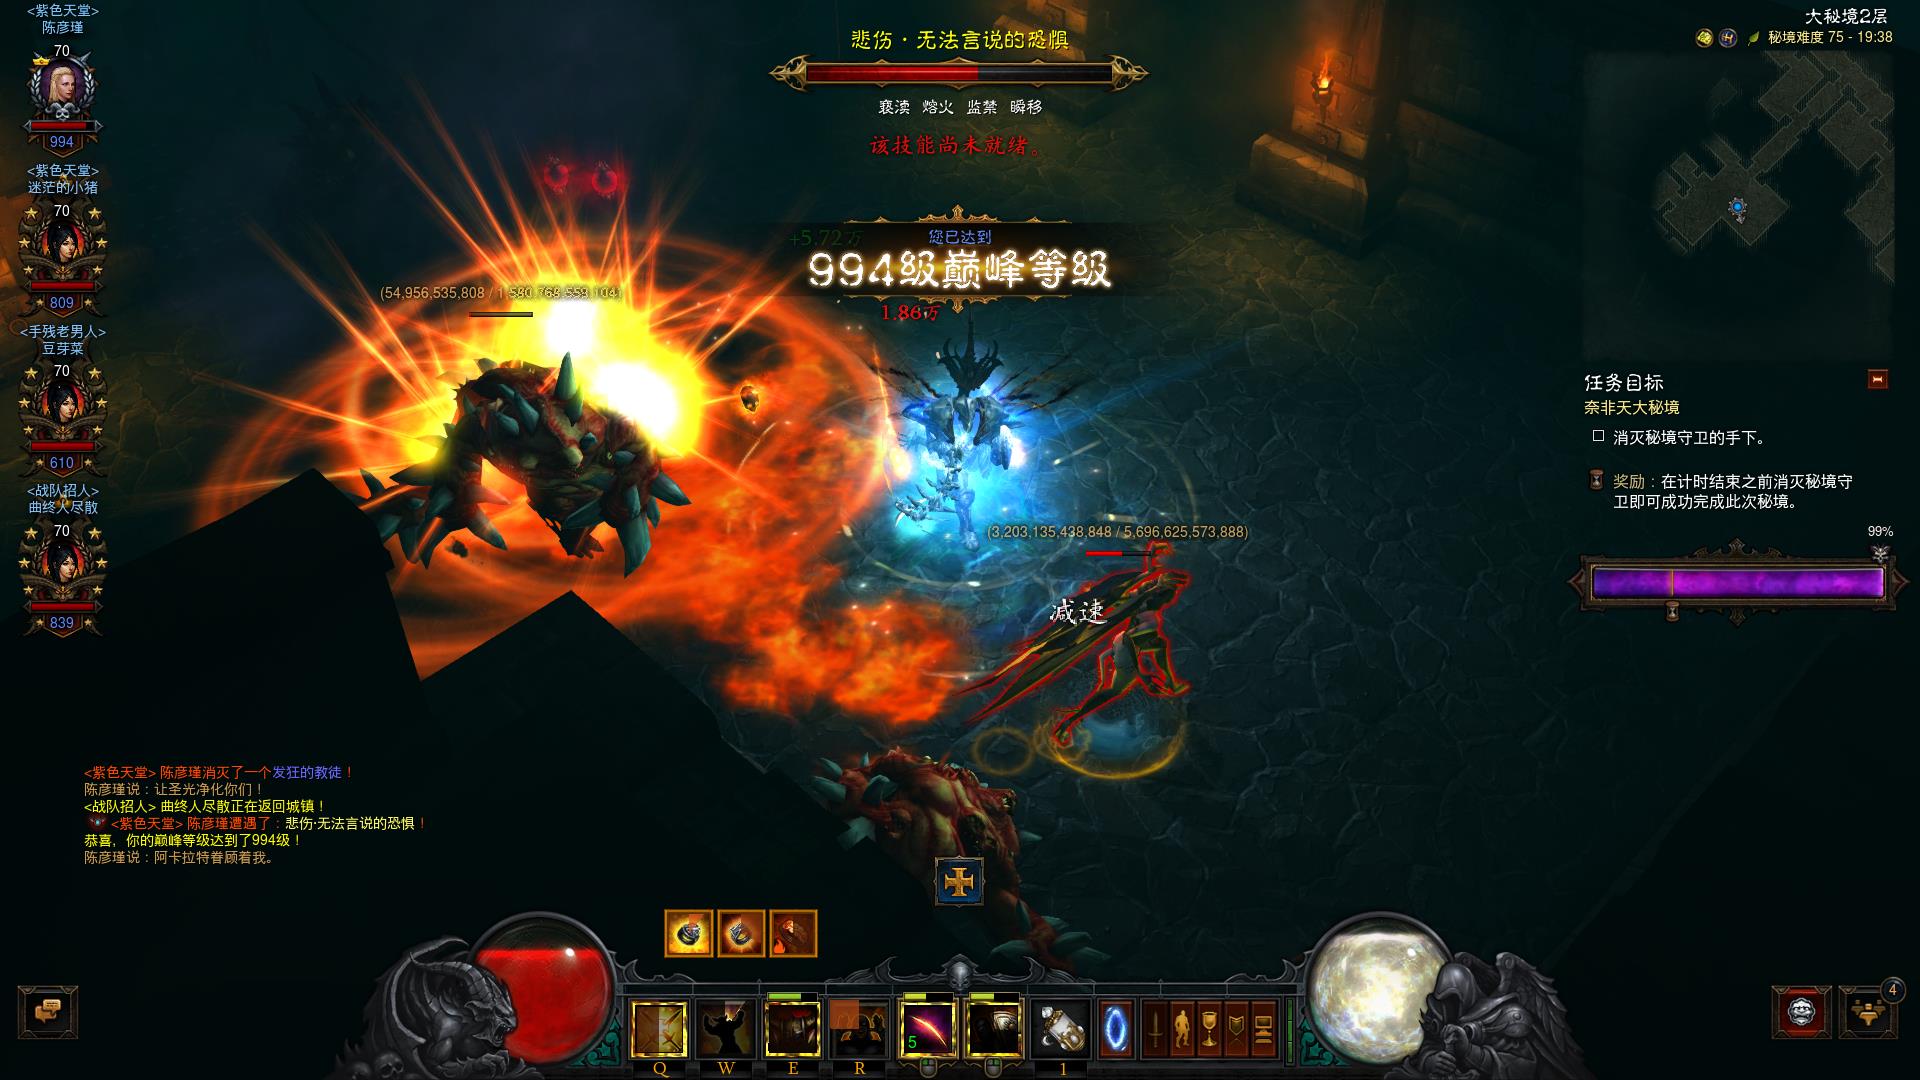 <紫色天堂>
陈彦瑾
70
994
<紫色天堂>
迷茫的小猪
70
809
<手残老男人>
豆芽菜
70
610
<战队招人>
曲终人尽散
70
839
悲伤·无法言说的恐惧
亵渎 熔火 监禁 瞬移
该技能尚未就绪。
+5.72万
您已达到
994级巅峰等级
1.86万
(54,956,535,808 / 1,580,768,559,104)
(3,203,135,438,848 / 5,696,625,573,888)
减速
大秘境2层
秘境难度 75 - 19:38
任务目标
奈非天大秘境
消灭秘境守卫的手下。
奖励：在计时结束之前消灭秘境守
卫即可成功完成此次秘境。
99%
<紫色天堂> 陈彦瑾消灭了一个发狂的教徒！
陈彦瑾说：让圣光净化你们！
<战队招人> 曲终人尽散正在返回城镇！
<紫色天堂> 陈彦瑾遭遇了：悲伤·无法言说的恐惧！
恭喜，你的巅峰等级达到了994级！
陈彦瑾说：阿卡拉特眷顾着我。
5
Q W E R 1
4